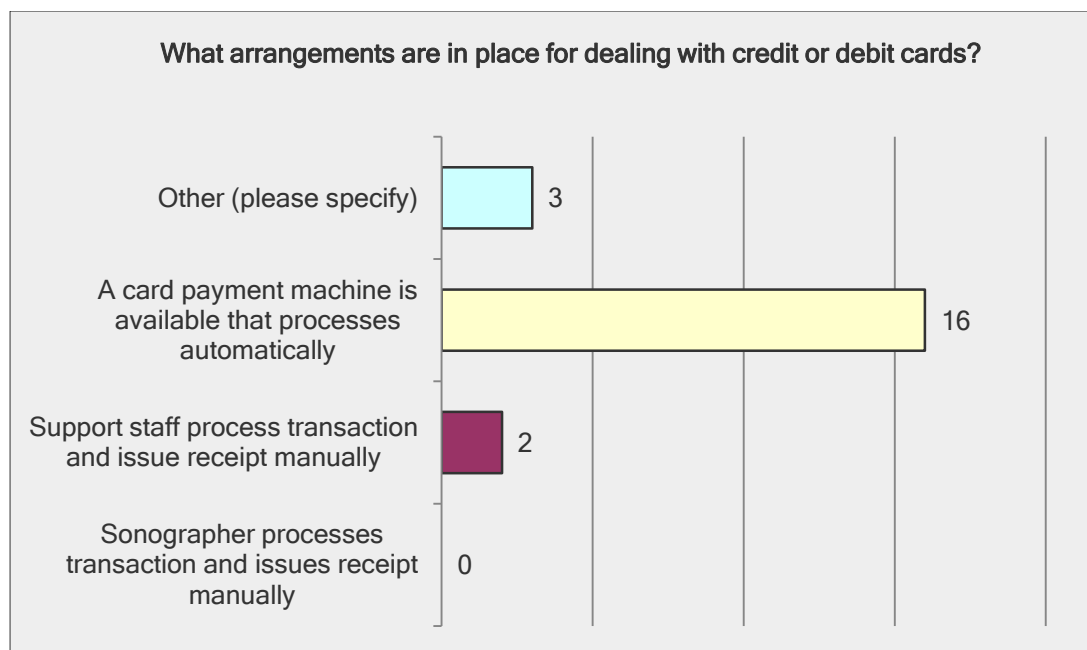 What arrangements are in place for dealing with credit or debit cards?
Other (please specify)
3
A card payment machine is
available that processes
automatically
16
Support staff process transaction
and issue receipt manually
2
Sonographer processes
transaction and issues receipt
manually
0